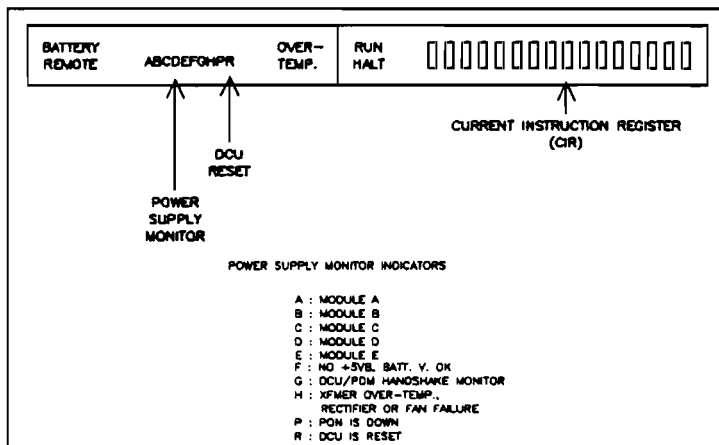 BATTERY OVER- RUN
REMOTE ABCDEFGHPR TEMP. HALT
CURRENT INSTRUCTION REGISTER
(CIR)
DCU
RESET
POWER
SUPPLY
MONITOR
POWER SUPPLY MONITOR INDICATORS
A : MODULE A
B : MODULE B
C : MODULE C
D : MODULE D
E : MODULE E
F : NO +5VB, BATT. V. OK
G : DCU/PDM HANDSHAKE MONITOR
H : XFMER OVER-TEMP.,
RECTIFIER OR FAN FAILURE
P : PON IS DOWN
R : DCU IS RESET